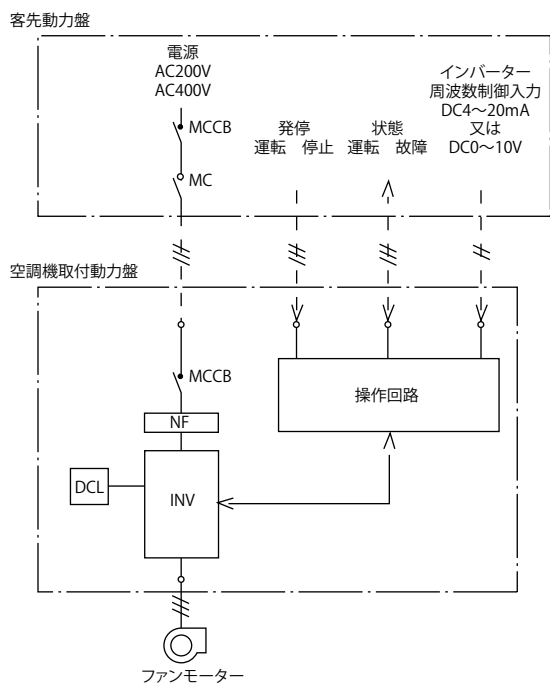 客先動力盤
電源
AC200V
AC400V
MCCB
MC
発停
運転　停止
状態
運転　故障
インバーター
周波数制御入力
DC4～20mA
又は
DC0～10V
空調機取付動力盤
MCCB
NF
DCL
INV
操作回路
ファンモーター